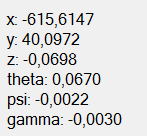 x: -615,6147
y: 40,0972
z: -0,0698
theta: 0,0670
psi: -0,0022
gamma: -0,0030